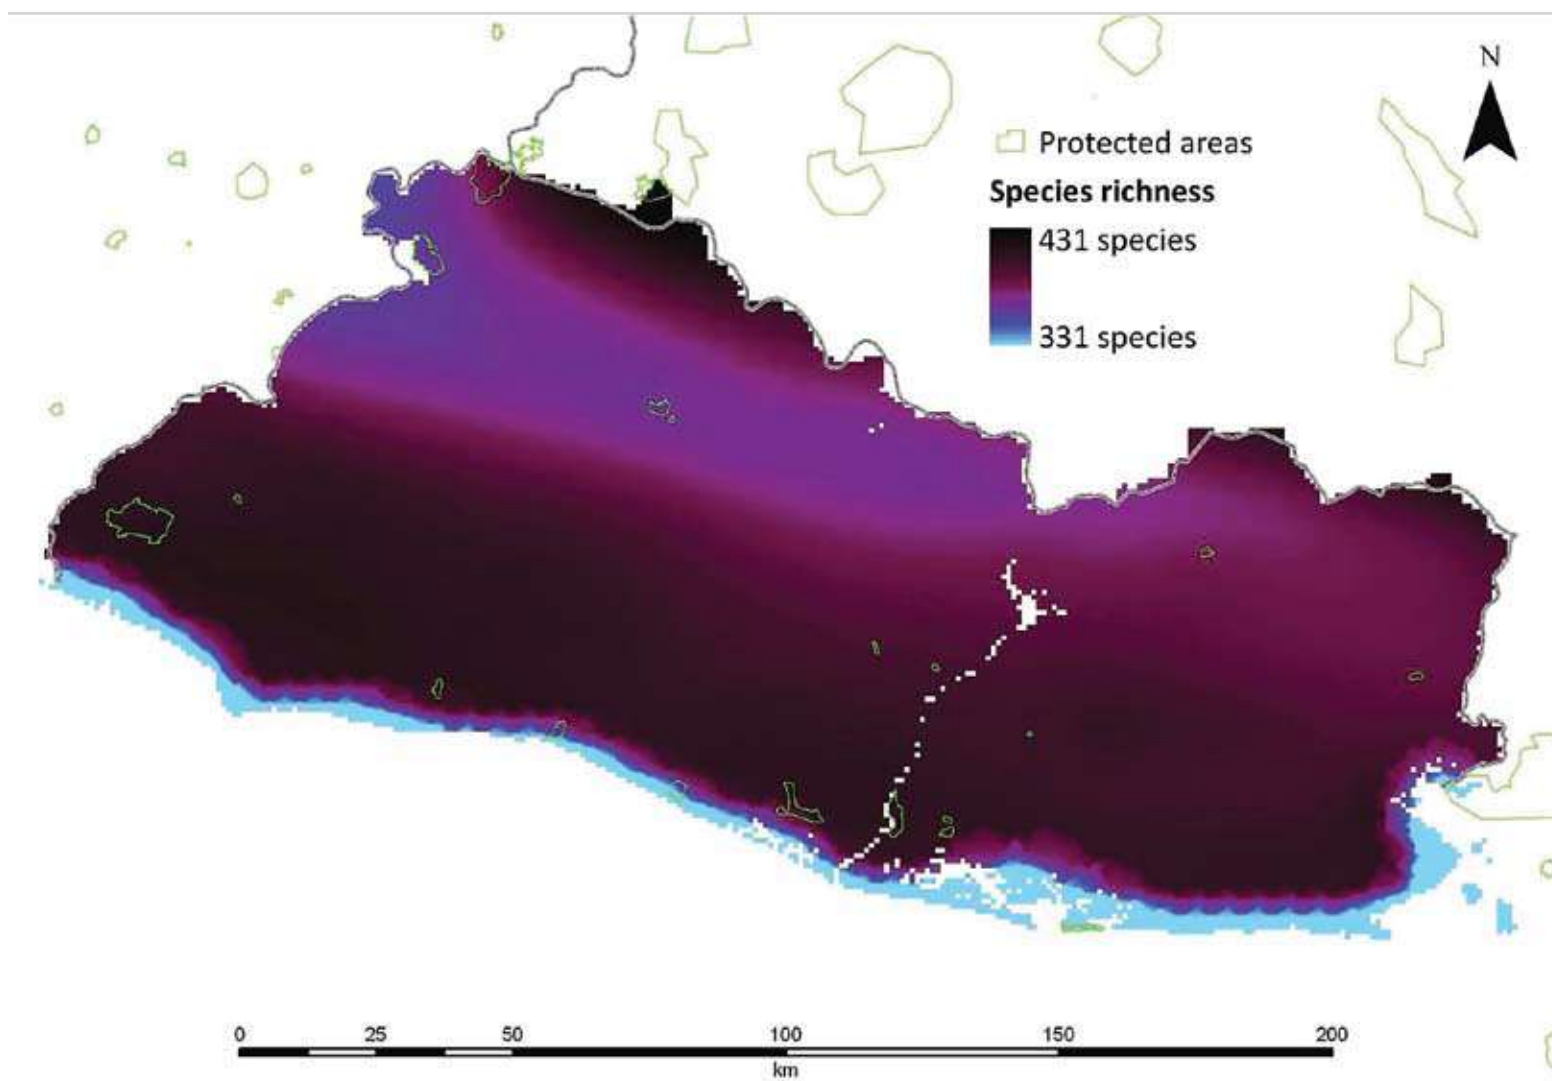 N
Protected areas
Species richness
431 species
331 species
0 25 50 100 150 200
km